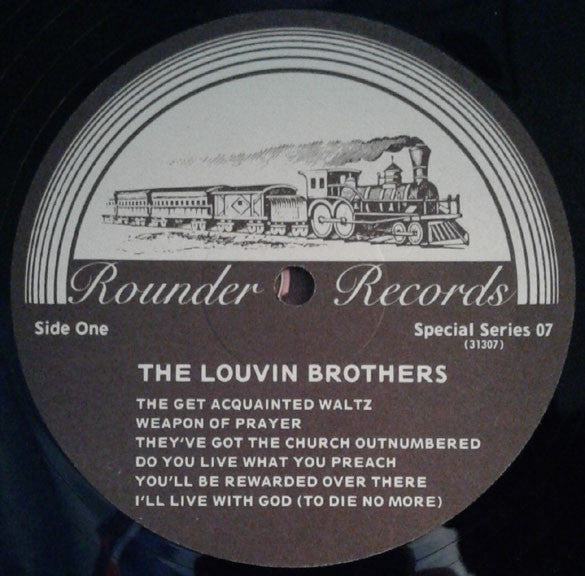 Rounder Records
Side One
Special Series 07
(31307)
THE LOUVIN BROTHERS
THE GET ACQUAINTED WALTZ
WEAPON OF PRAYER
THEY'VE GOT THE CHURCH OUTNUMBERED
DO YOU LIVE WHAT YOU PREACH
YOU'LL BE REWARDED OVER THERE
I'LL LIVE WITH GOD (TO DIE NO MORE)